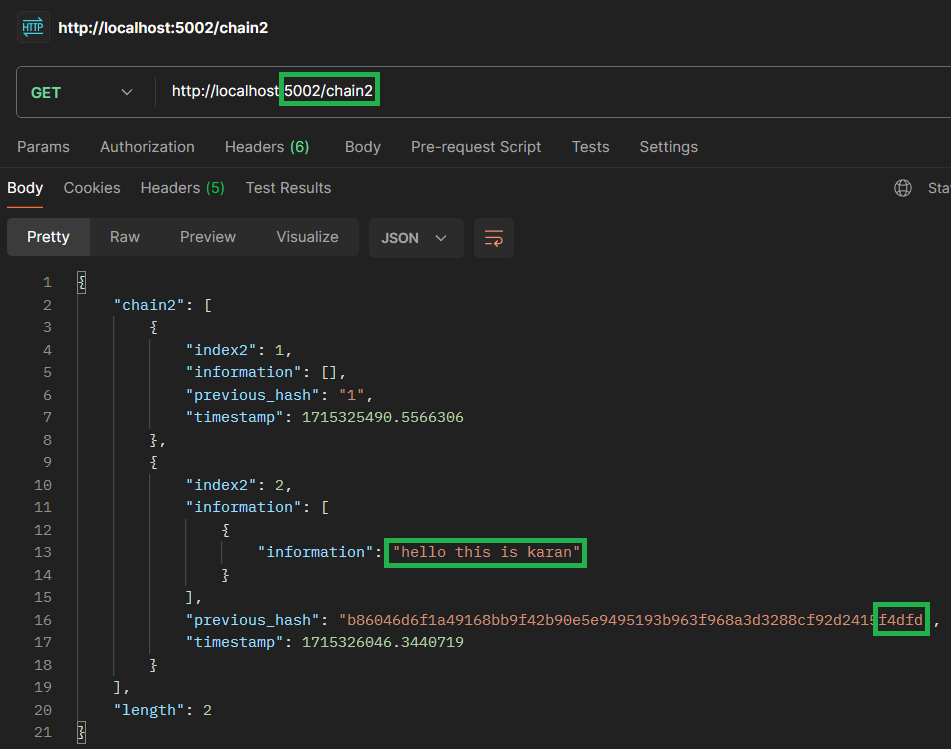 HTTP http://localhost:5002/chain2
GET http://localhost:5002/chain2
Params Authorization Headers (6) Body Pre-request Script Tests Settings
Body Cookies Headers (5) Test Results Sta
Pretty Raw Preview Visualize JSON
1 {
2 "chain2": [
3 {
4 "index2": 1,
5 "information": [],
6 "previous_hash": "1",
7 "timestamp": 1715325490.5566306
8 },
9 {
10 "index2": 2,
11 "information": [
12 {
13 "information": "hello this is karan"
14 }
15 ],
16 "previous_hash": "b86046d6f1a49168bb9f42b90e5e9495193b963f968a3d3288cf92d2415f4dfd",
17 "timestamp": 1715326046.3440719
18 }
19 ],
20 "length": 2
21 }